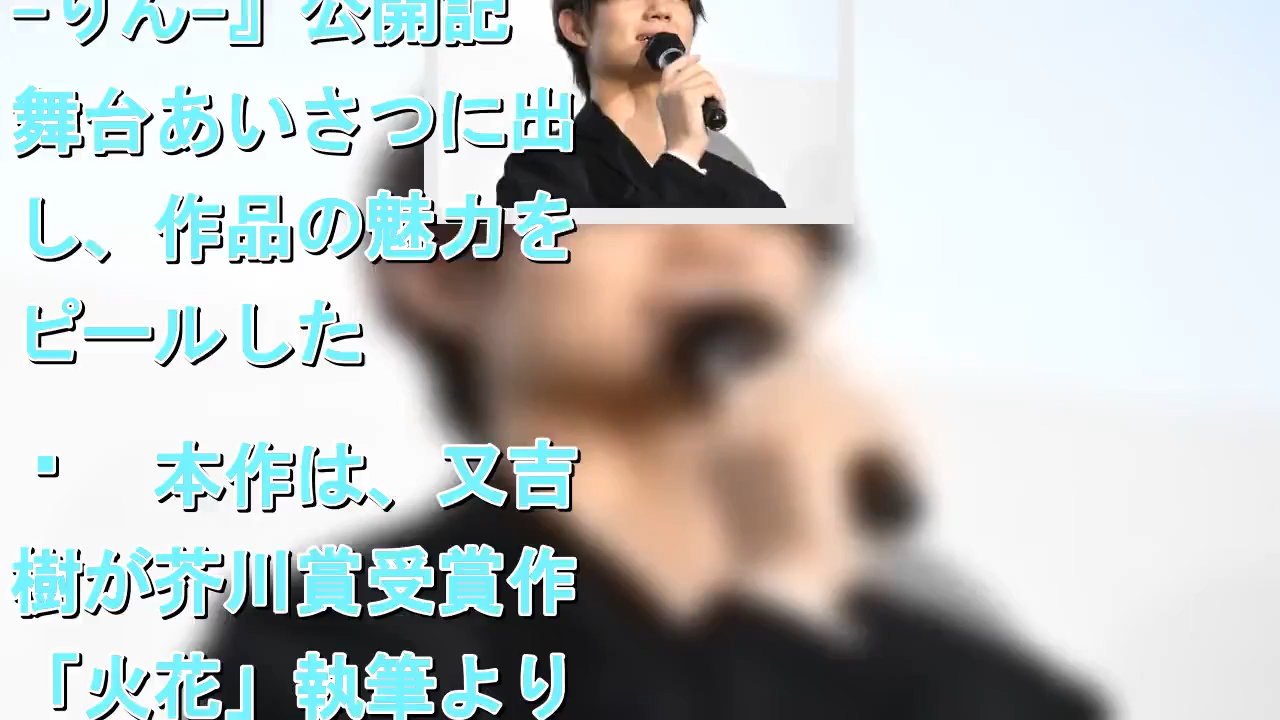 −りん−』公開記
舞台あいさつに出
し、作品の魅力を
ピールした
▪　本作は、又吉
樹が芥川賞受賞作
「火花」執筆より